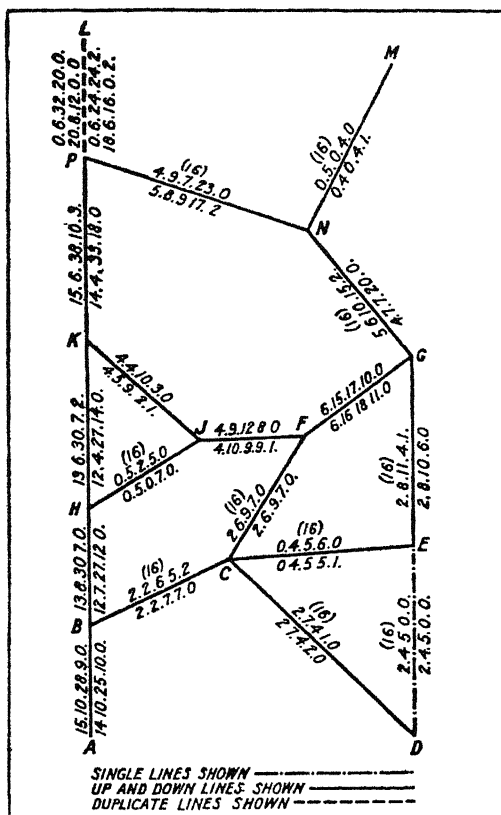 L
M
0.6.32.20.0.
20.8.12.0.0
0.6.24.24.2.
18.6.16.0.2.
P
(16)
4.9.7.23.0
5.8.9 17. 2
(16)
0.5.0.4.0
0.4 0.4.1.
N
15.6.38.10.3.
14.4.33.18.0
4.7.7.20.0.
5.6.10.15.2.
(16)
K
G
4.4.10.3.0
4.3.9.2.1.
6.15.17.10.0
6.16 18 11.0
13 6.30.7.2.
12.4.27.14.0.
J
4.9.12 8 0
4.10.9.9.1.
F
(16)
0.5.2.5.0
0.5.0.7.0.
(16)
2.8.11.4.1.
2.8.10.6.0
H
(16)
2.6.9.7.0
2.6.9.7.0.
13.8.30.7.0.
12.7.27.12 0.
(16)
0.4.5.6.0
0 4.5 5.1.
E
C
(16)
2.2.6.5.2
2.2.7.7.0
B
(16)
2.7.4.1.0
2.7.4.2.0
(16)
2.4.5 0.0.
2.4.5.0.0.
15.10.28.9.0.
14.10.25.10.0.
A
D
SINGLE LINES SHOWN
UP AND DOWN LINES SHOWN
DUPLICATE LINES SHOWN